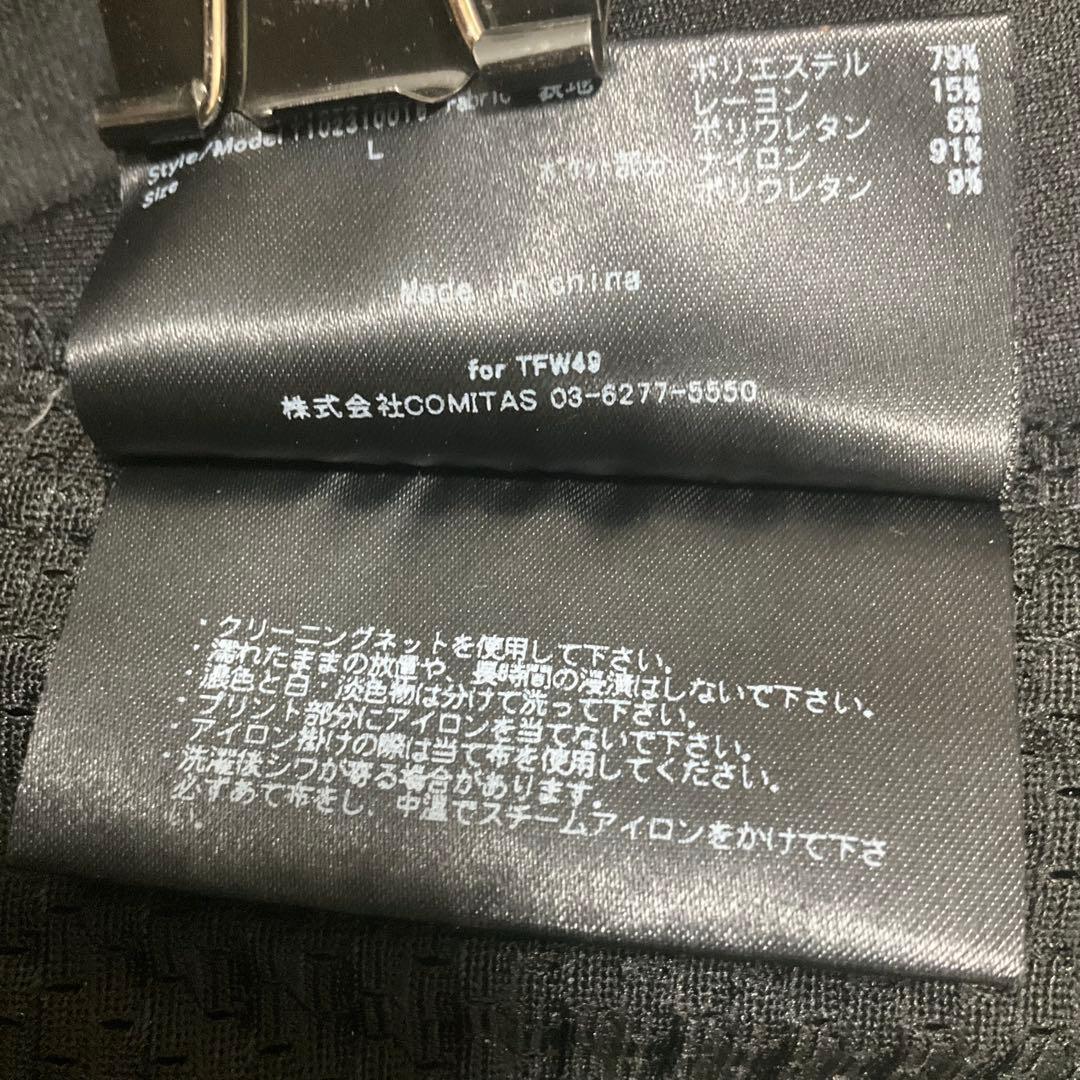 Style/Model T102310018 Fabric 表地 ポリエステル 79%
レーヨン 15%
ポリウレタン 6%
Size L ナイロン 91%
ポリウレタン 9%
Made in china
for TFW49
株式会社COMITAS 03-6277-5550
・クリーニングネットを使用して下さい。
・濡れたままの放置や、長時間の浸漬はしないで下さい。
・濃色と白・淡色物は分けて洗って下さい。
・プリント部分にアイロンを当てないで下さい。
・アイロン掛けの際は当て布を使用してください。
・洗濯後シワが寄る場合があります。
必ずあて布をし、中温でスチームアイロンをかけて下さ
い。